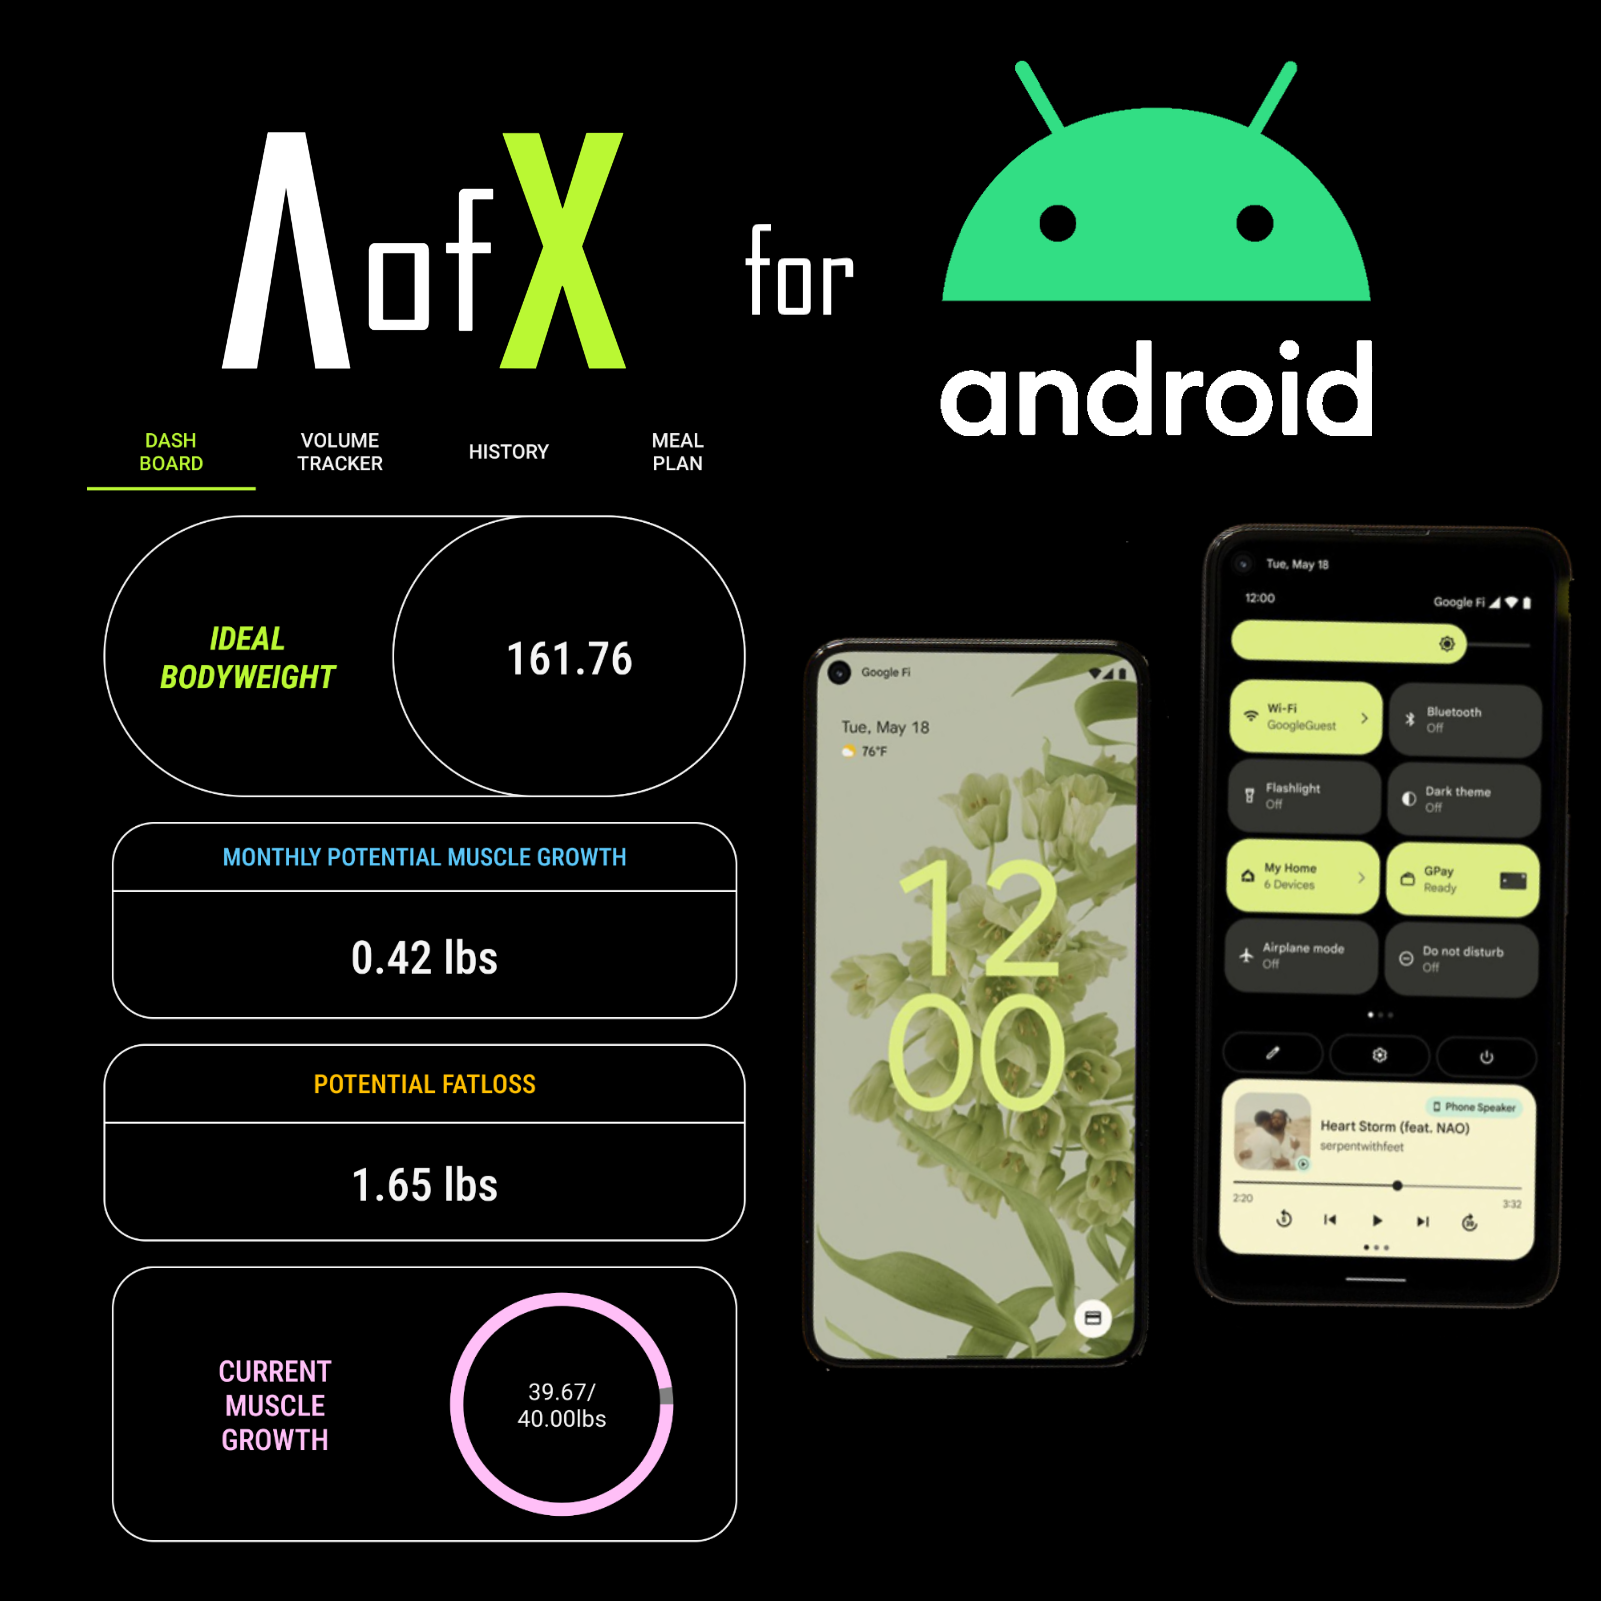 ΛofX
for
android
DASH
BOARD
VOLUME
TRACKER
HISTORY
MEAL
PLAN
IDEAL
BODYWEIGHT
161.76
MONTHLY POTENTIAL MUSCLE GROWTH
0.42 lbs
POTENTIAL FATLOSS
1.65 lbs
CURRENT
MUSCLE
GROWTH
39.67/
40.00lbs
Google Fi
Tue, May 18
76°F
12
00
Tue, May 18
12:00
Google Fi
Wi-Fi
GoogleGuest
Bluetooth
Off
Flashlight
Off
Dark theme
Off
My Home
6 Devices
GPay
Ready
Airplane mode
Off
Do not disturb
Off
Phone Speaker
Heart Storm (feat. NAO)
serpentwithfeet
2:20
3:32